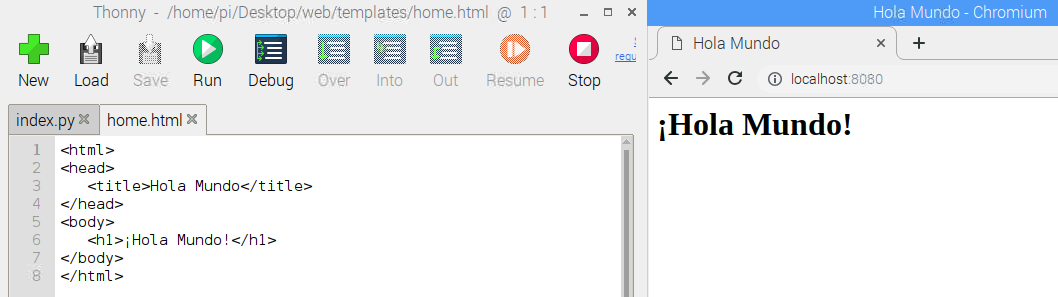 Thonny - /home/pi/Desktop/web/templates/home.html @ 1 : 1
New Load Save Run Debug Over Into Out Resume Stop
requ
index.py home.html
1 <html>
2 <head>
3 <title>Hola Mundo</title>
4 </head>
5 <body>
6 <h1>¡Hola Mundo!</h1>
7 </body>
8 </html>
Hola Mundo - Chromium
Hola Mundo
localhost:8080
¡Hola Mundo!